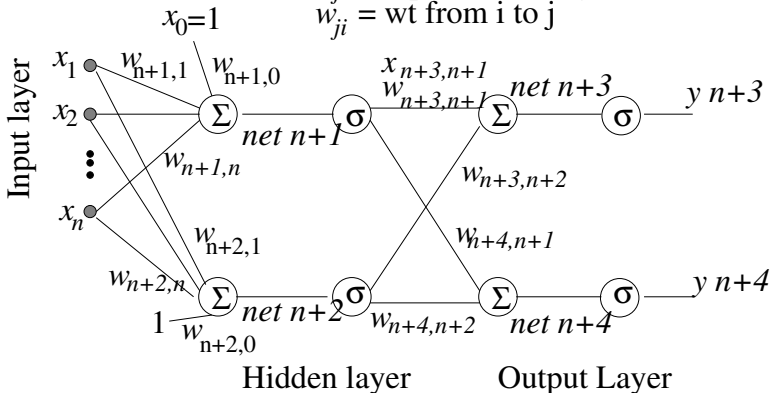 x0=1
wji = wt from i to j
x1
wn+1,1
wn+1,0
xn+3,n+1
wn+3,n+1
net n+3
y n+3
Input layer
x2
Σ
σ
Σ
σ
net n+1
wn+1,n
wn+3,n+2
xn
wn+2,1
wn+4,n+1
wn+2,n
Σ
σ
Σ
σ
y n+4
1
net n+2
wn+4,n+2
net n+4
wn+2,0
Hidden layer
Output Layer